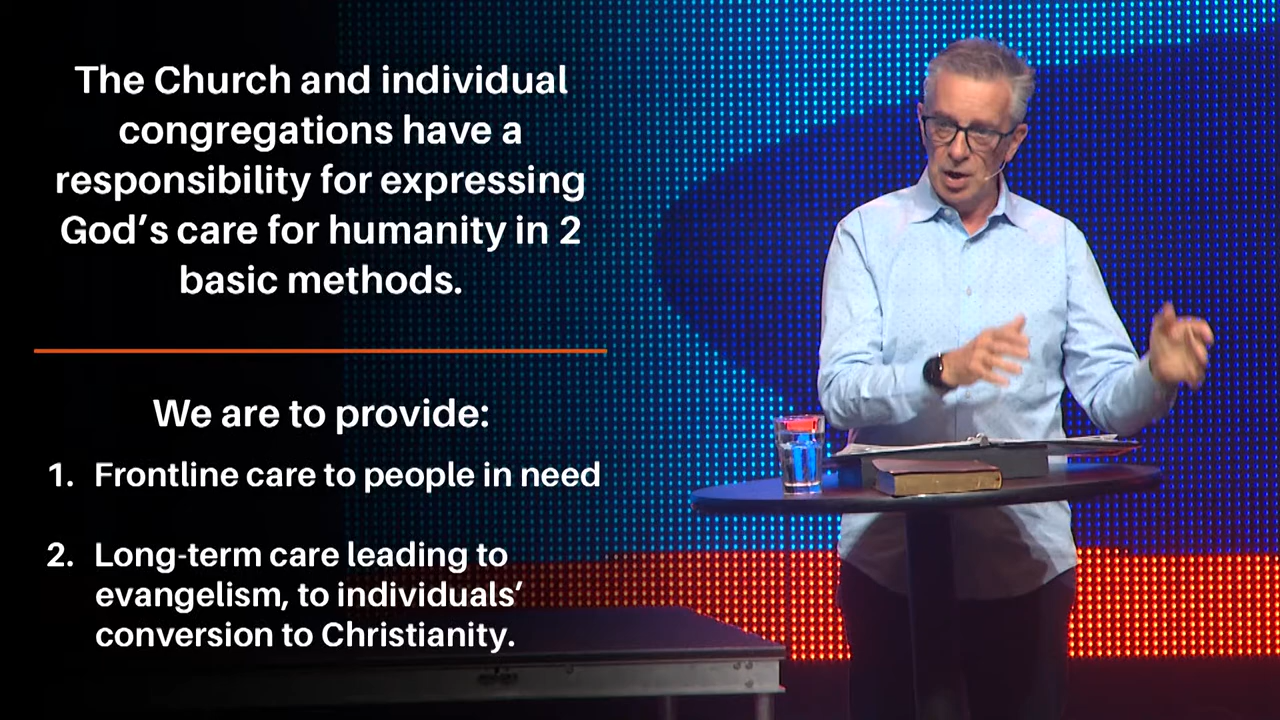 The Church and individual
congregations have a
responsibility for expressing
God’s care for humanity in 2
basic methods.
We are to provide:
1. Frontline care to people in need
2. Long-term care leading to
evangelism, to individuals’
conversion to Christianity.